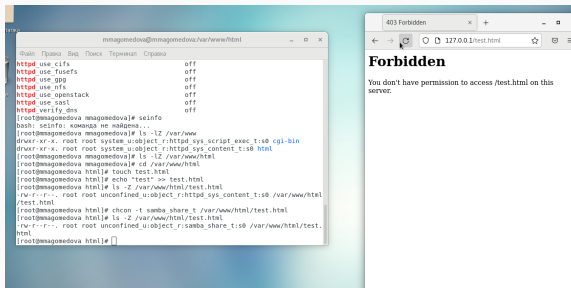 mmagomedova@mmagomedova:/var/www/html
Файл Правка Вид Поиск Терминал Справка
httpd_use_cifs off
httpd_use_fusefs off
httpd_use_gpg off
httpd_use_nfs off
httpd_use_openstack off
httpd_use_sasl off
httpd_verify_dns off
[root@mmagomedova mmagomedova]# seinfo
bash: seinfo: команда не найдена...
[root@mmagomedova mmagomedova]# ls -lZ /var/www
drwxr-xr-x. root root system_u:object_r:httpd_sys_script_exec_t:s0 cgi-bin
drwxr-xr-x. root root system_u:object_r:httpd_sys_content_t:s0 html
[root@mmagomedova mmagomedova]# ls -lZ /var/www/html
[root@mmagomedova mmagomedova]# cd /var/www/html
[root@mmagomedova html]# touch test.html
[root@mmagomedova html]# echo "test" >> test.html
[root@mmagomedova html]# ls -Z /var/www/html/test.html
-rw-r--r--. root root unconfined_u:object_r:httpd_sys_content_t:s0 /var/www/html
/test.html
[root@mmagomedova html]# chcon -t samba_share_t /var/www/html/test.html
[root@mmagomedova html]# ls -Z /var/www/html/test.html
-rw-r--r--. root root unconfined_u:object_r:samba_share_t:s0 /var/www/html/test.
html
[root@mmagomedova html]#
403 Forbidden
127.0.0.1/test.html
Forbidden
You don't have permission to access /test.html on this
server.